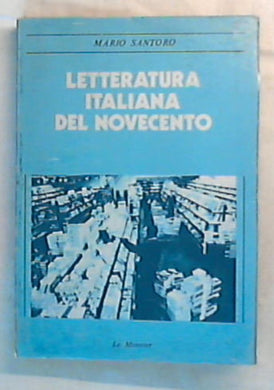 MARIO SANTORO
LETTERATURA
ITALIANA
DEL NOVECENTO
Le Monnier